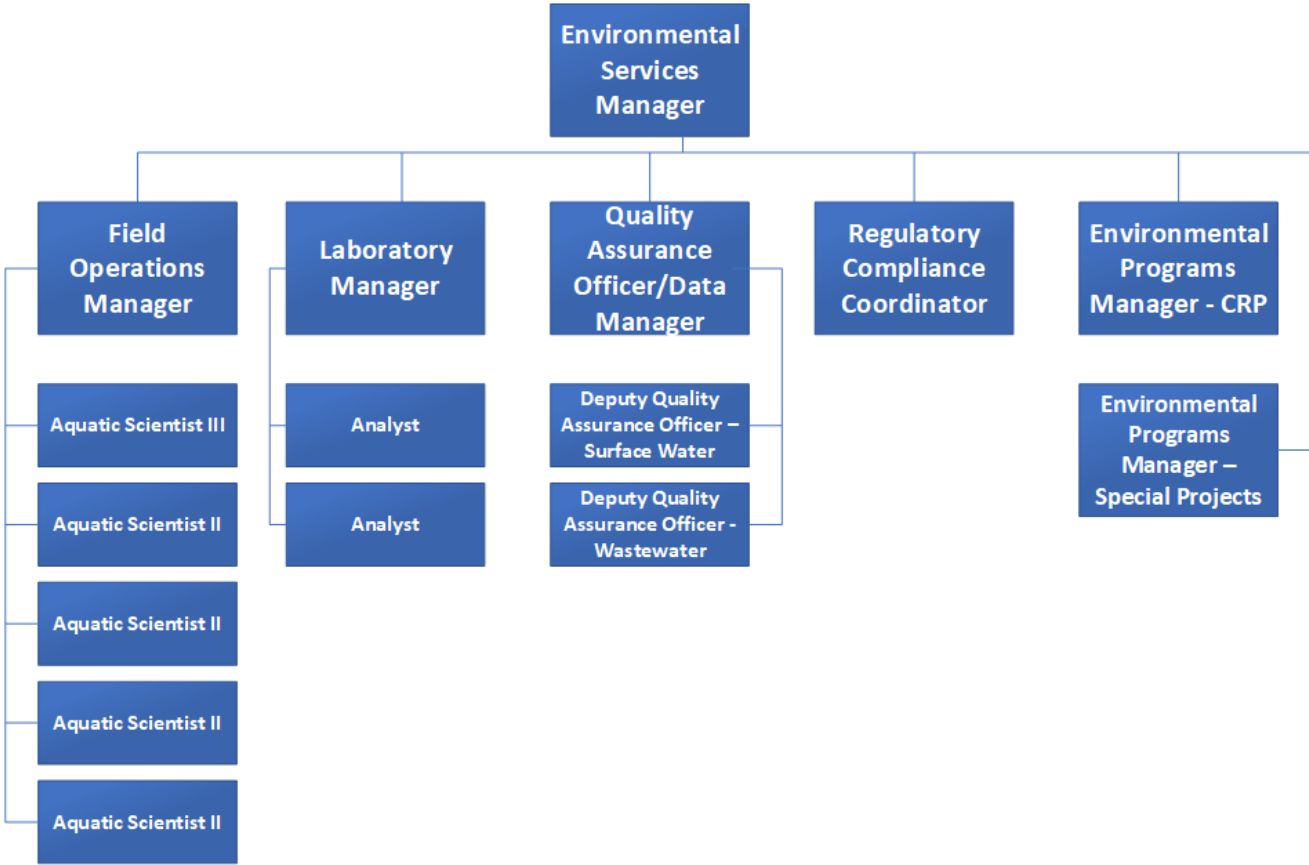 Environmental
Services
Manager
Field
Operations
Manager
Laboratory
Manager
Quality
Assurance
Officer/Data
Manager
Regulatory
Compliance
Coordinator
Environmental
Programs
Manager - CRP
Aquatic Scientist III
Analyst
Deputy Quality
Assurance Officer –
Surface Water
Environmental
Programs
Manager –
Special Projects
Aquatic Scientist II
Analyst
Deputy Quality
Assurance Officer -
Wastewater
Aquatic Scientist II
Aquatic Scientist II
Aquatic Scientist II